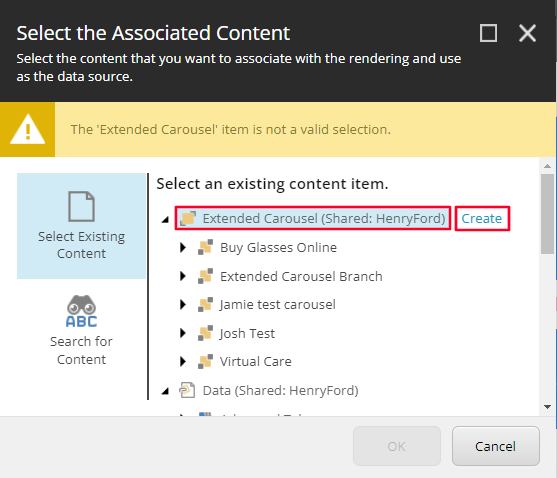 Select the Associated Content
Select the content that you want to associate with the rendering and use
as the data source.
The 'Extended Carousel' item is not a valid selection.
Select Existing
Content
ABC
Search for
Content
Select an existing content item.
Extended Carousel (Shared: HenryFord) Create
Buy Glasses Online
Extended Carousel Branch
Jamie test carousel
Josh Test
Virtual Care
Data (Shared: HenryFord)
OK
Cancel